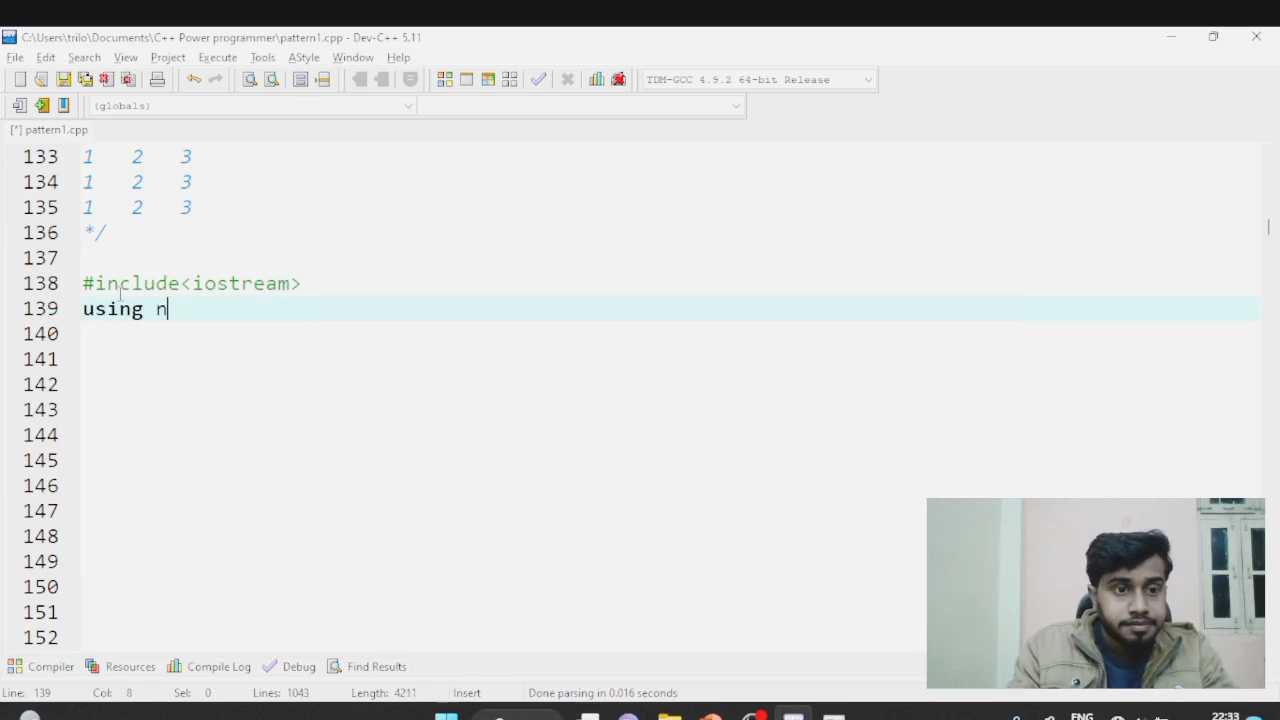 C:\Users\trilo\Documents\C++ Power programmer\pattern1.cpp - Dev-C++ 5.11
File Edit Search View Project Execute Tools AStyle Window Help
TDM-GCC 4.9.2 64-bit Release
(globals)
[*] pattern1.cpp
133 1 2 3
134 1 2 3
135 1 2 3
136 */
137
138 #include<iostream>
139 using n
140
141
142
143
144
145
146
147
148
149
150
151
152
Compiler Resources Compile Log Debug Find Results
Line: 139 Col: 8 Sel: 0 Lines: 1043 Length: 4211 Insert Done parsing in 0.016 seconds
ENG 22:33